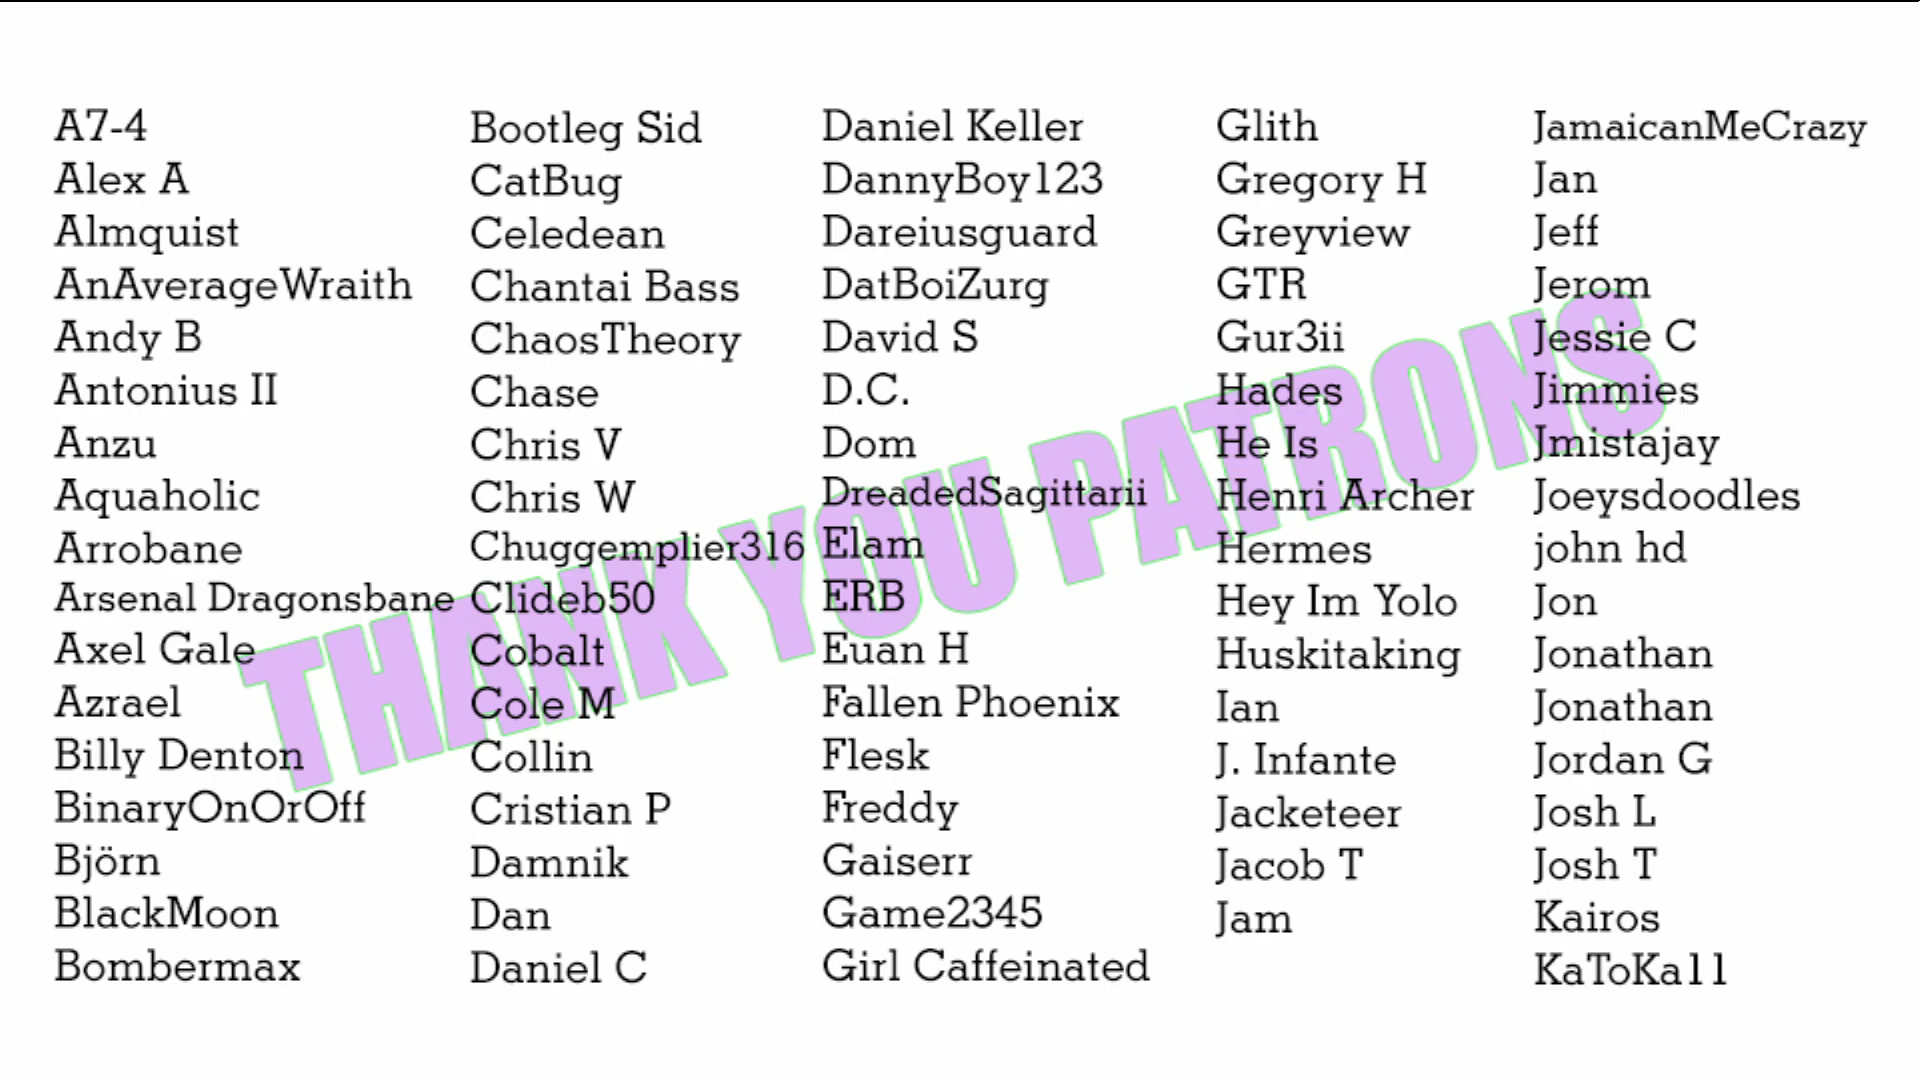 A7-4
Alex A
Almquist
AnAverageWraith
Andy B
Antonius II
Anzu
Aquaholic
Arrobane
Arsenal Dragonsbane
Axel Gale
Azrael
Billy Denton
BinaryOnOrOff
Björn
BlackMoon
Bombermax
Bootleg Sid
CatBug
Celedean
Chantai Bass
ChaosTheory
Chase
Chris V
Chris W
Chuggemplier316
Clideb50
Cobalt
Cole M
Collin
Cristian P
Damnik
Dan
Daniel C
Daniel Keller
DannyBoy123
Dareiusguard
DatBoiZurg
David S
D.C.
Dom
DreadedSagittarii
Elam
ERB
Euan H
Fallen Phoenix
Flesk
Freddy
Gaiserr
Game2345
Girl Caffeinated
Glith
Gregory H
Greyview
GTR
Gur3ii
Hades
He Is
Henri Archer
Hermes
Hey Im Yolo
Huskitaking
Ian
J. Infante
Jacketeer
Jacob T
Jam
JamaicanMeCrazy
Jan
Jeff
Jerom
Jessie C
Jimmies
Jmistajay
Joeysdoodles
john hd
Jon
Jonathan
Jonathan
Jordan G
Josh L
Josh T
Kairos
KaToKa11
THANK YOU PATRONS